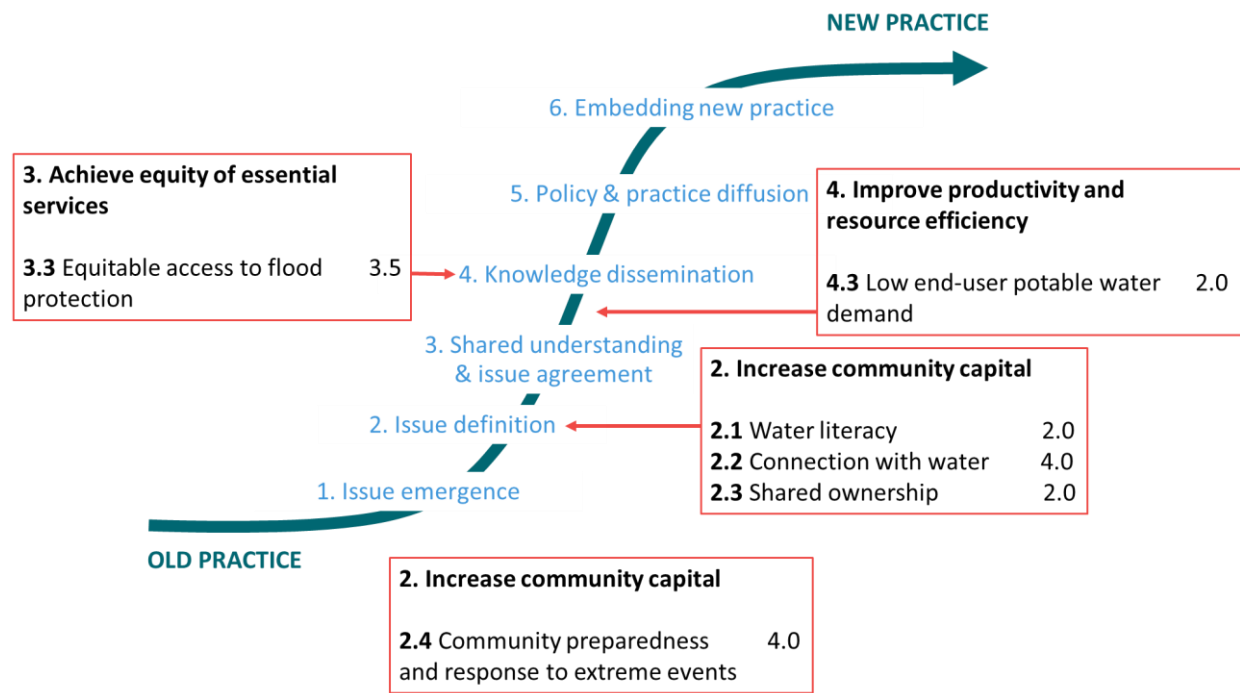 NEW PRACTICE
6. Embedding new practice
5. Policy & practice diffusion
4. Knowledge dissemination
3. Shared understanding
& issue agreement
2. Issue definition
1. Issue emergence
OLD PRACTICE
3. Achieve equity of essential
services
3.3 Equitable access to flood 3.5
protection
4. Improve productivity and
resource efficiency
4.3 Low end-user potable water 2.0
demand
2. Increase community capital
2.1 Water literacy 2.0
2.2 Connection with water 4.0
2.3 Shared ownership 2.0
2. Increase community capital
2.4 Community preparedness 4.0
and response to extreme events